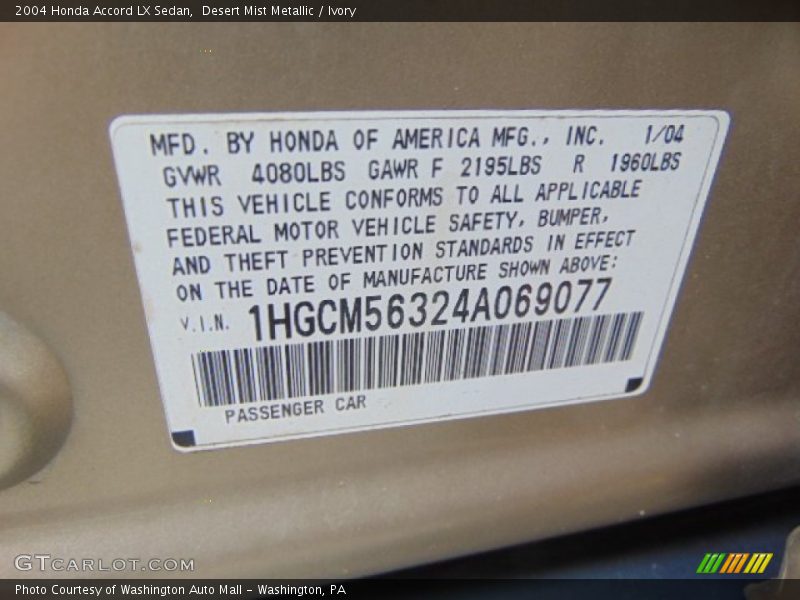 2004 Honda Accord LX Sedan,  Desert Mist Metallic / Ivory
MFD. BY HONDA OF AMERICA MFG., INC. 1/04
GVWR 4080LBS GAWR F 2195LBS R 1960LBS
THIS VEHICLE CONFORMS TO ALL APPLICABLE
FEDERAL MOTOR VEHICLE SAFETY, BUMPER,
AND THEFT PREVENTION STANDARDS IN EFFECT
ON THE DATE OF MANUFACTURE SHOWN ABOVE:
V.I.N. 1HGCM56324A069077
PASSENGER CAR
GTCARLOT.COM
Photo Courtesy of Washington Auto Mall - Washington, PA